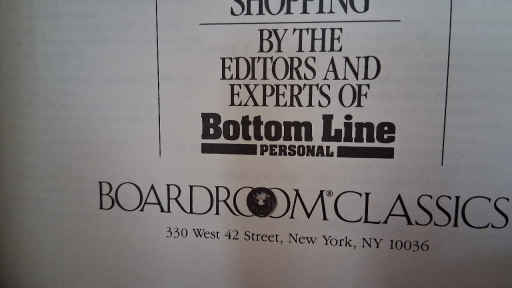 SHOPPING
BY THE
EDITORS AND
EXPERTS OF
Bottom Line
PERSONAL
BOARDROOM® CLASSICS
330 West 42 Street, New York, NY 10036